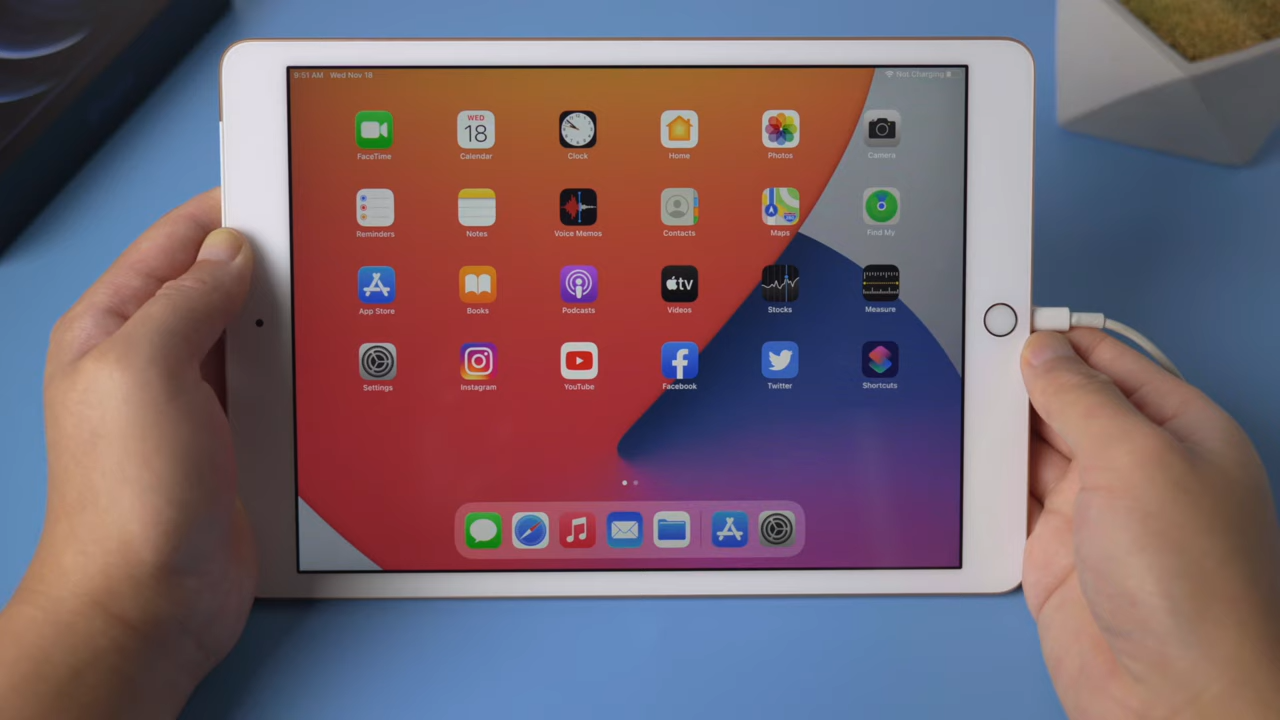 9:51 AM Wed Nov 18
Not Charging
WED
18
tv
FaceTime Calendar Clock Home Photos Camera
Reminders Notes Voice Memos Contacts Maps Find My
App Store Books Podcasts Videos Stocks Measure
Settings Instagram YouTube Facebook Twitter Shortcuts